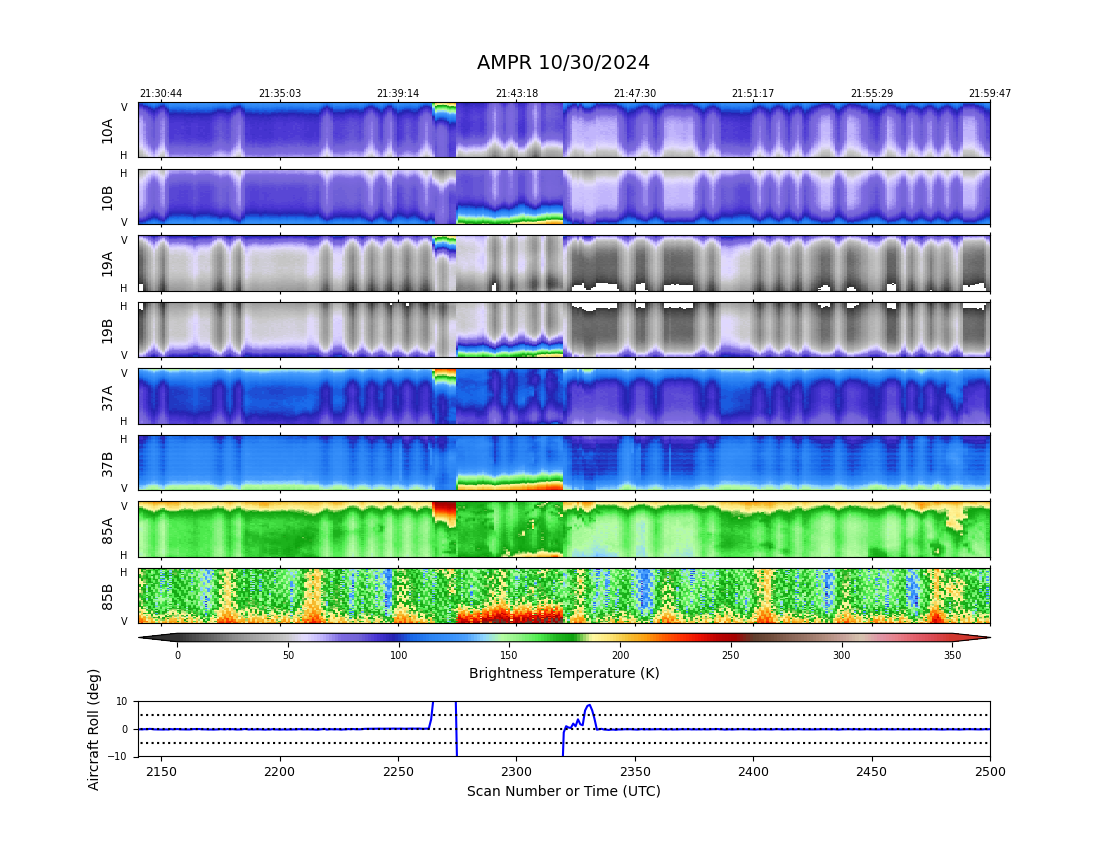 AMPR 10/30/2024
21:30:44 21:35:03 21:39:14 21:43:18 21:47:30 21:51:17 21:55:29 21:59:47
V
10A
H
H
10B
V
V
19A
H
H
19B
V
V
37A
H
H
37B
V
V
85A
H
H
85B
V
0 50 100 150 200 250 300 350
Brightness Temperature (K)
Aircraft Roll (deg)
10
0
−10
2150 2200 2250 2300 2350 2400 2450 2500
Scan Number or Time (UTC)